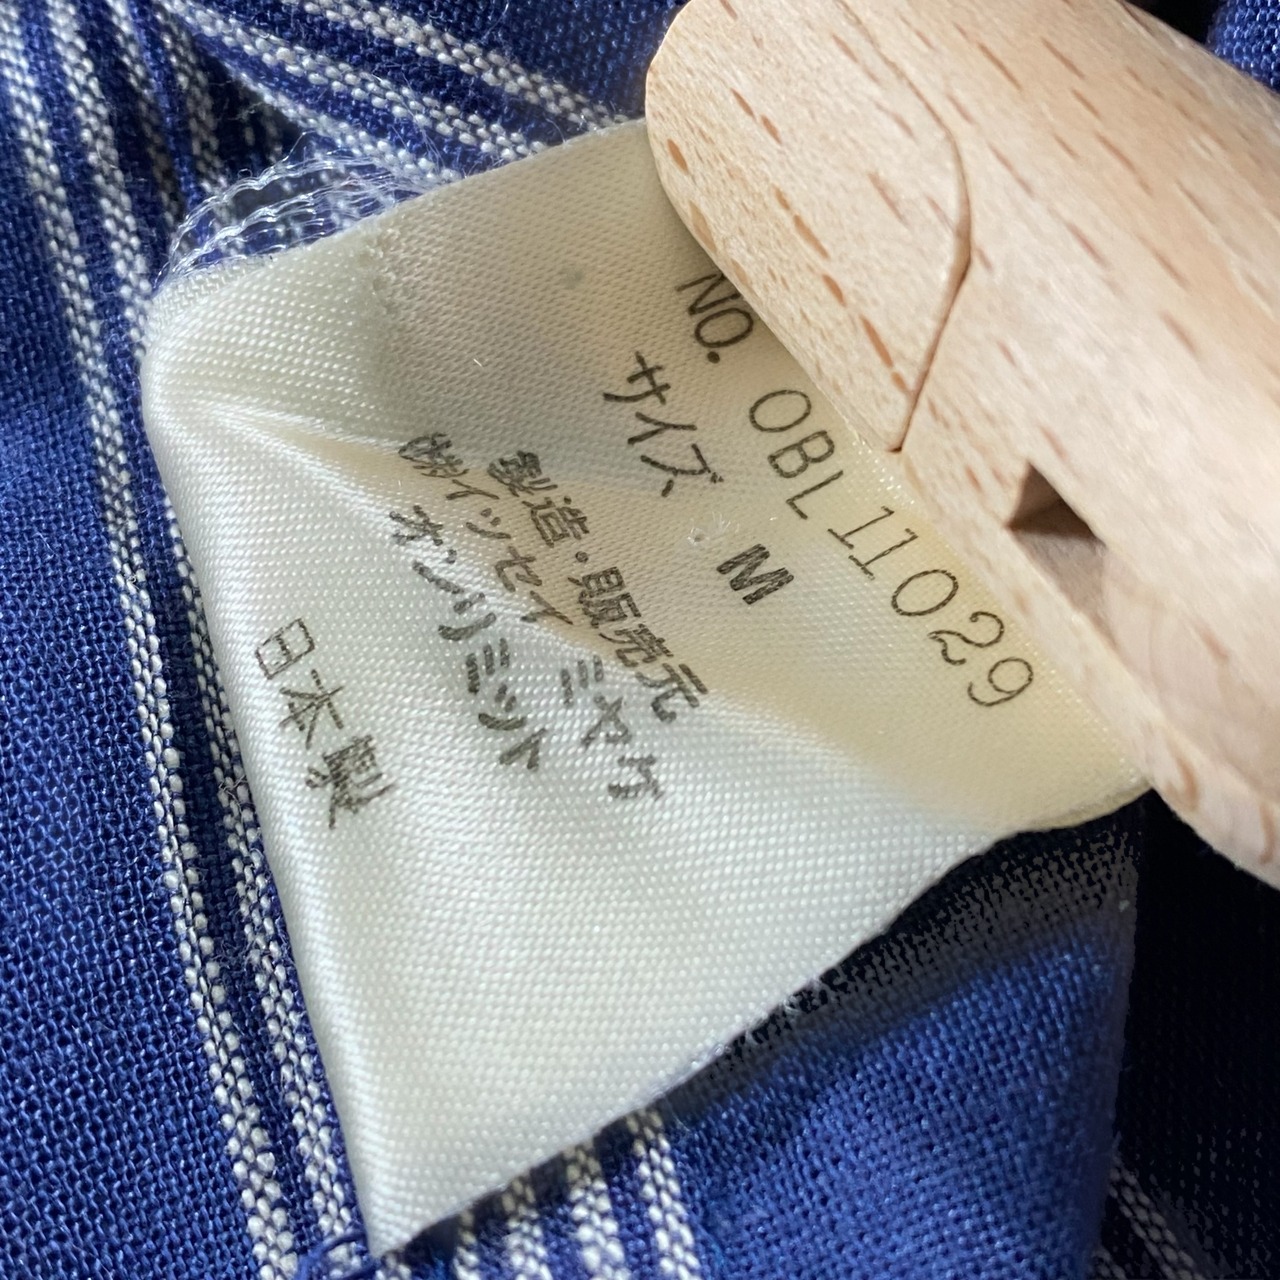 NO. OBL11029
サイズ M
製造・販売元
㈱イッセイ ミヤケ
オンリミット
日本製